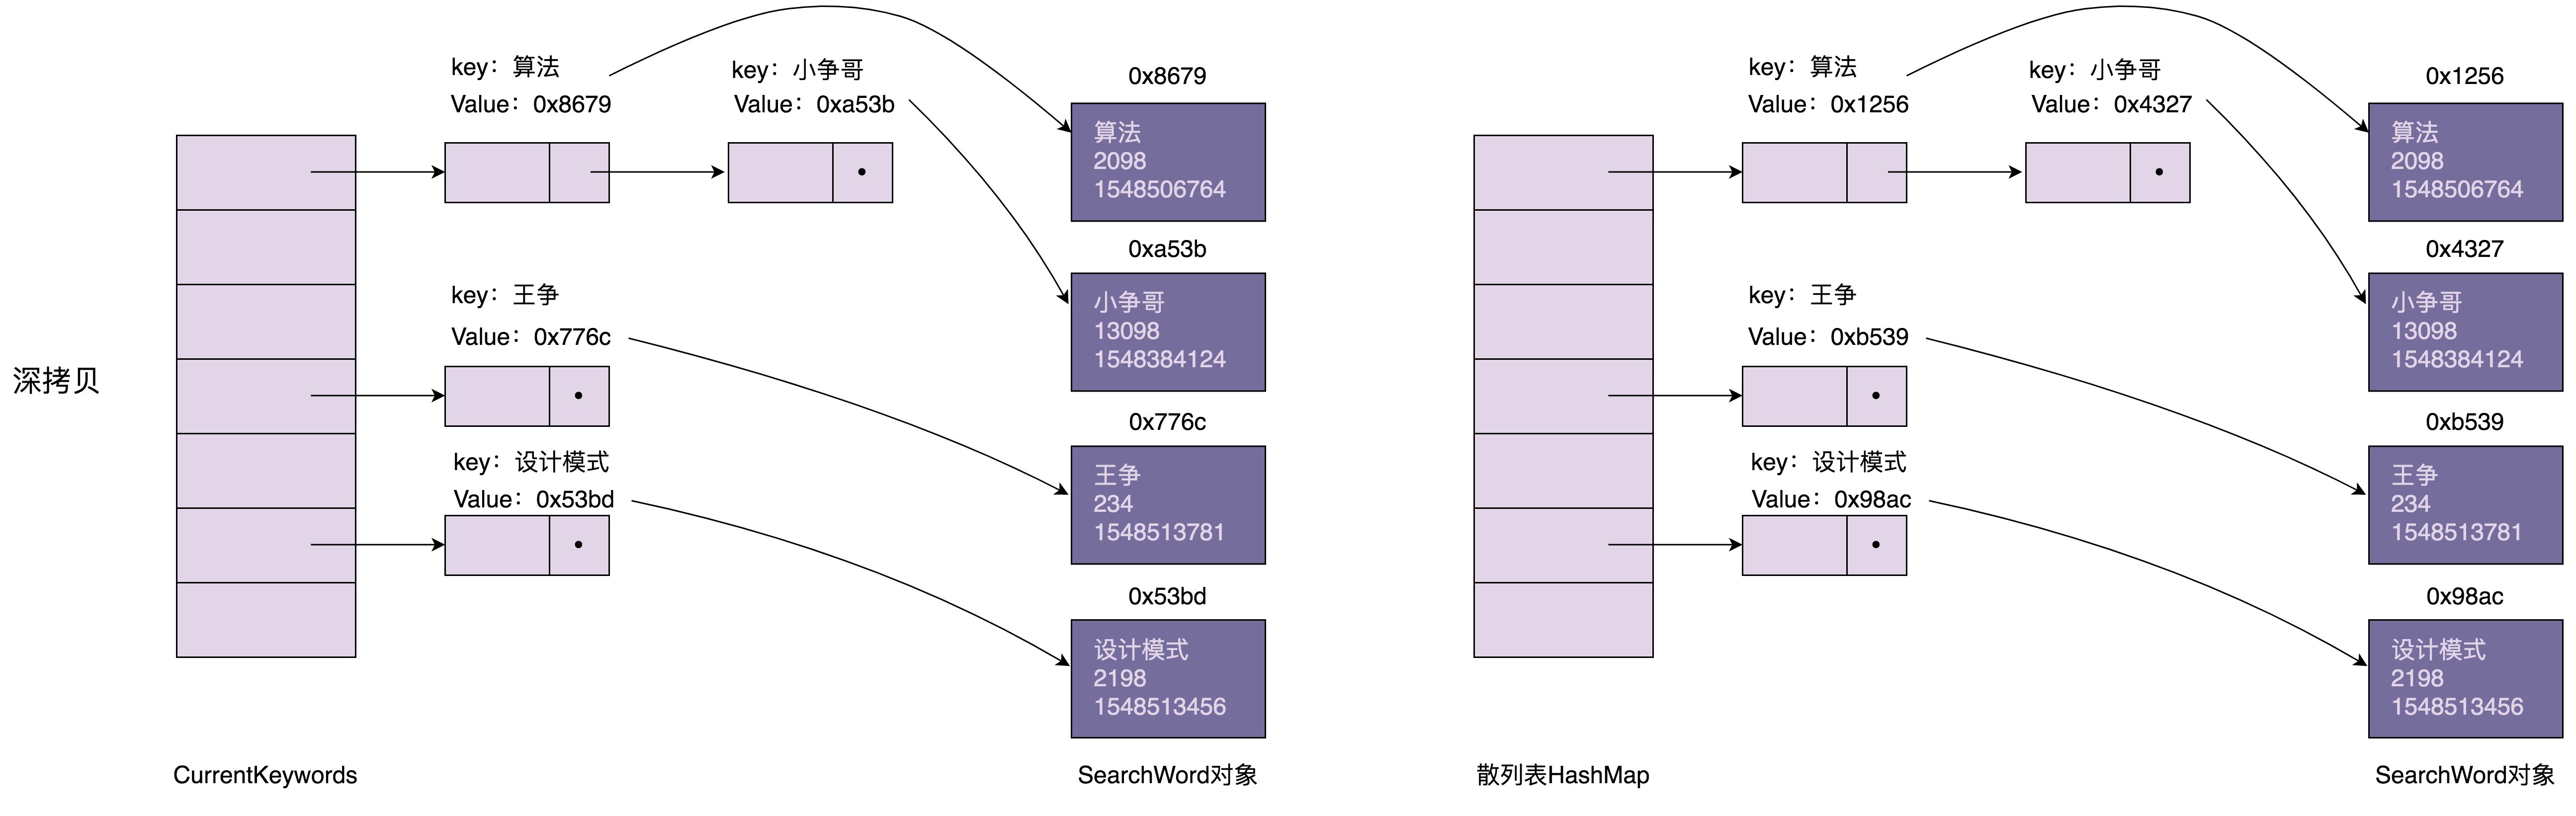 深拷贝
key：算法
Value：0x8679
key：小争哥
Value：0xa53b
key：王争
Value：0x776c
key：设计模式
Value：0x53bd
CurrentKeywords
0x8679
算法
2098
1548506764
0xa53b
小争哥
13098
1548384124
0x776c
王争
234
1548513781
0x53bd
设计模式
2198
1548513456
SearchWord对象
key：算法
Value：0x1256
key：小争哥
Value：0x4327
key：王争
Value：0xb539
key：设计模式
Value：0x98ac
散列表HashMap
0x1256
算法
2098
1548506764
0x4327
小争哥
13098
1548384124
0xb539
王争
234
1548513781
0x98ac
设计模式
2198
1548513456
SearchWord对象